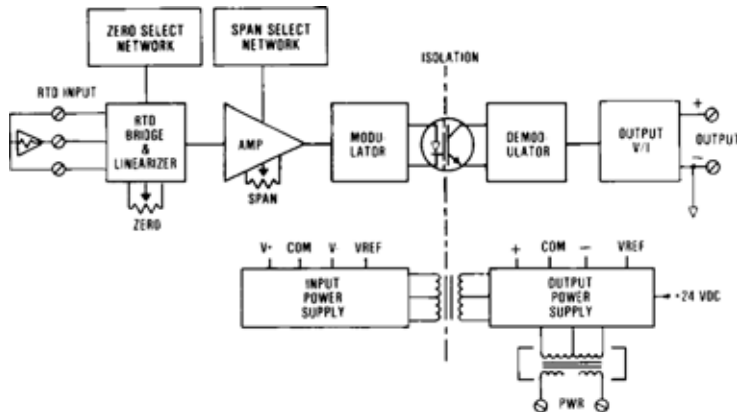 ZERO SELECT
NETWORK
SPAN SELECT
NETWORK
ISOLATION
RTD INPUT
RTD
BRIDGE
&
LINEARIZER
AMP
MODU-
LATOR
DEMOD-
ULATOR
OUTPUT
V/I
+
OUTPUT
-
ZERO
SPAN
V+ COM V- VREF
INPUT
POWER
SUPPLY
+ COM - VREF
OUTPUT
POWER
SUPPLY
+24 VDC
PWR